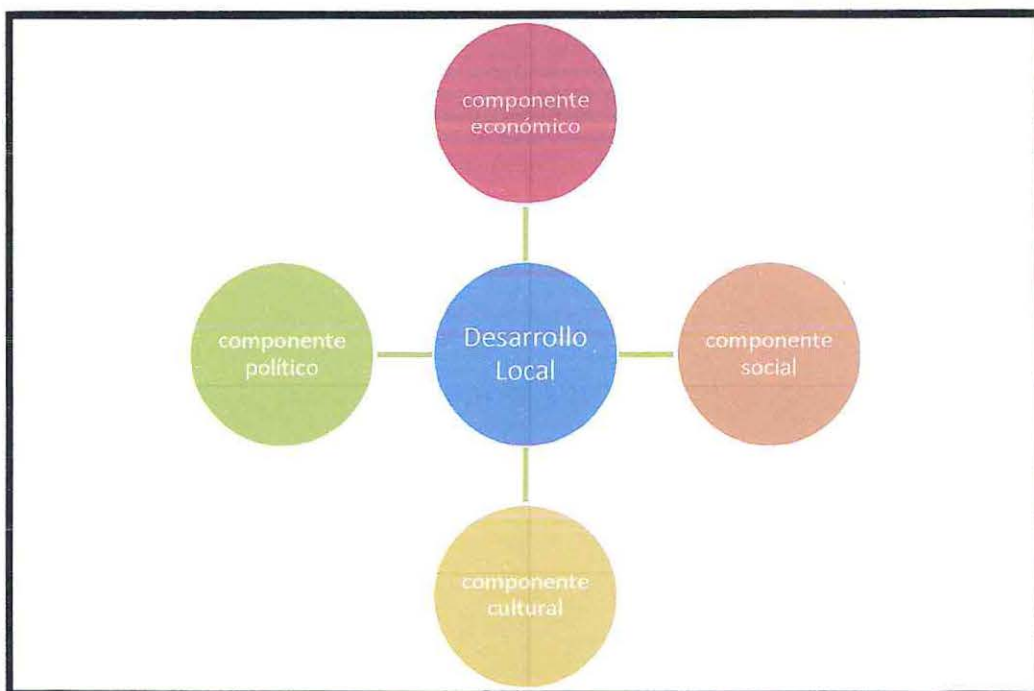 componente
económico
componente
político
Desarrollo
Local
componente
social
componente
cultural